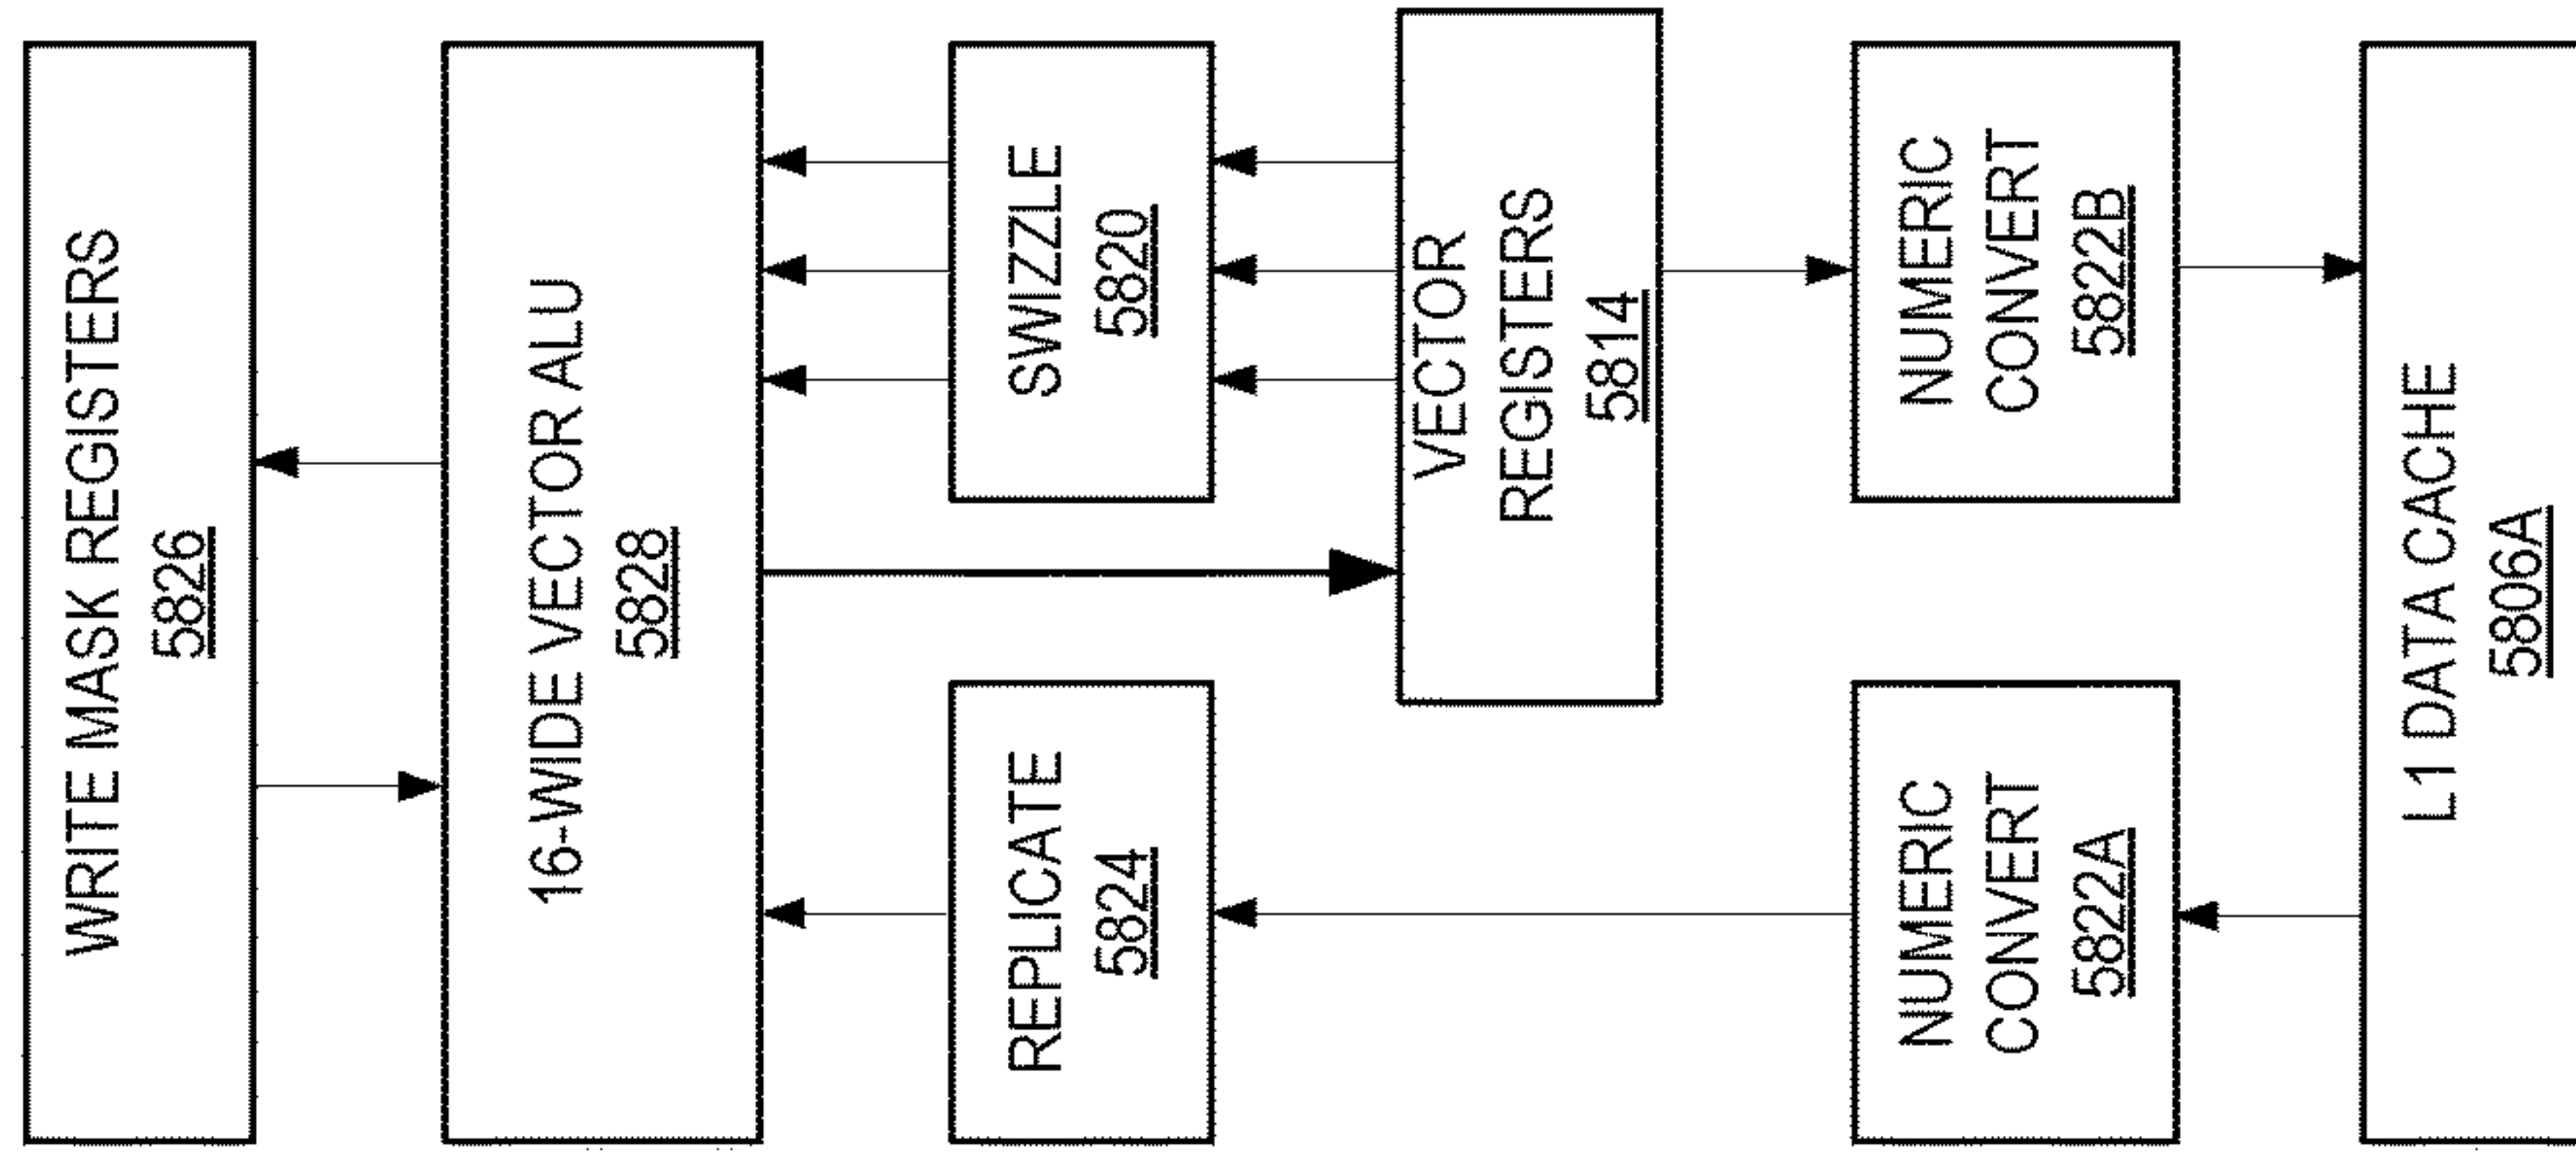 WRITE MASK REGISTERS
5826
16-WIDE VECTOR ALU
5828
REPLICATE
5824
SWIZZLE
5820
VECTOR
REGISTERS
5814
NUMERIC
CONVERT
5822A
NUMERIC
CONVERT
5822B
L1 DATA CACHE
5806A